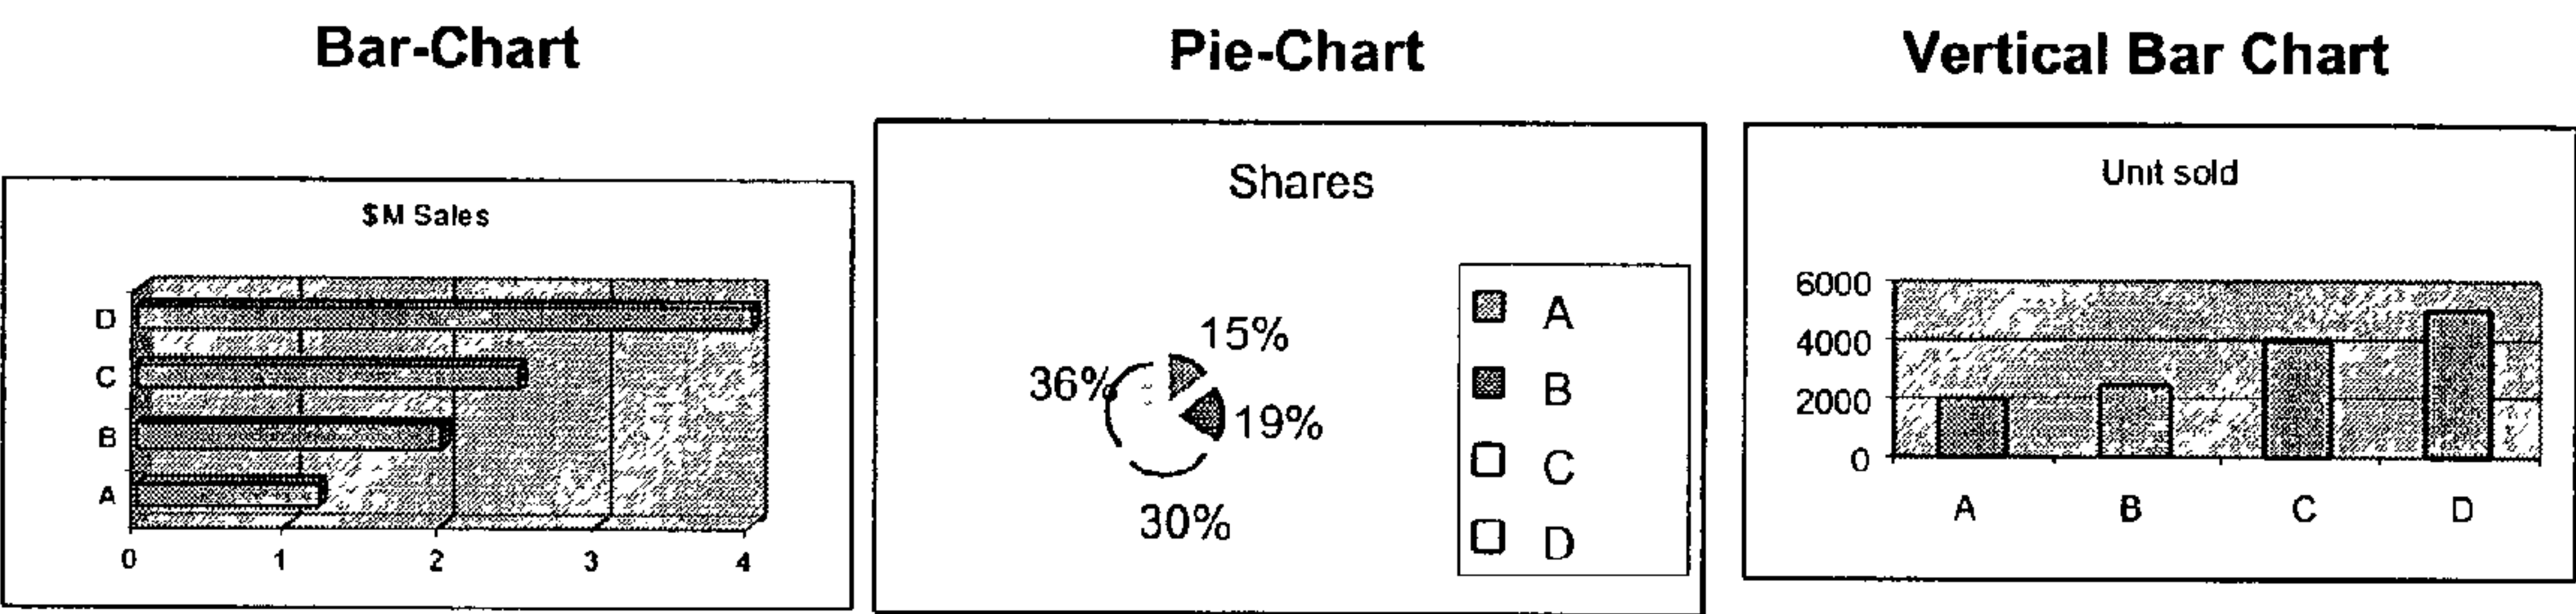 Bar-Chart
$M Sales
D
C
B
A
0 1 2 3 4
Pie-Chart
Shares
15%
36%
19%
30%
A
B
C
D
Vertical Bar Chart
Unit sold
6000
4000
2000
0
A B C D